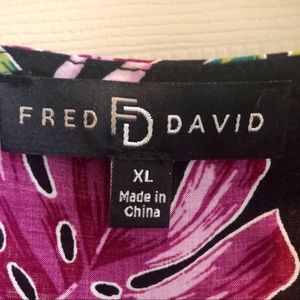 FRED FD DAVID
XL
Made in
China